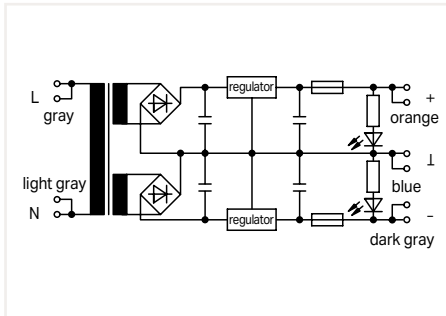 L
gray
light gray
N
regulator
regulator
+
orange
⊥
blue
–
dark gray